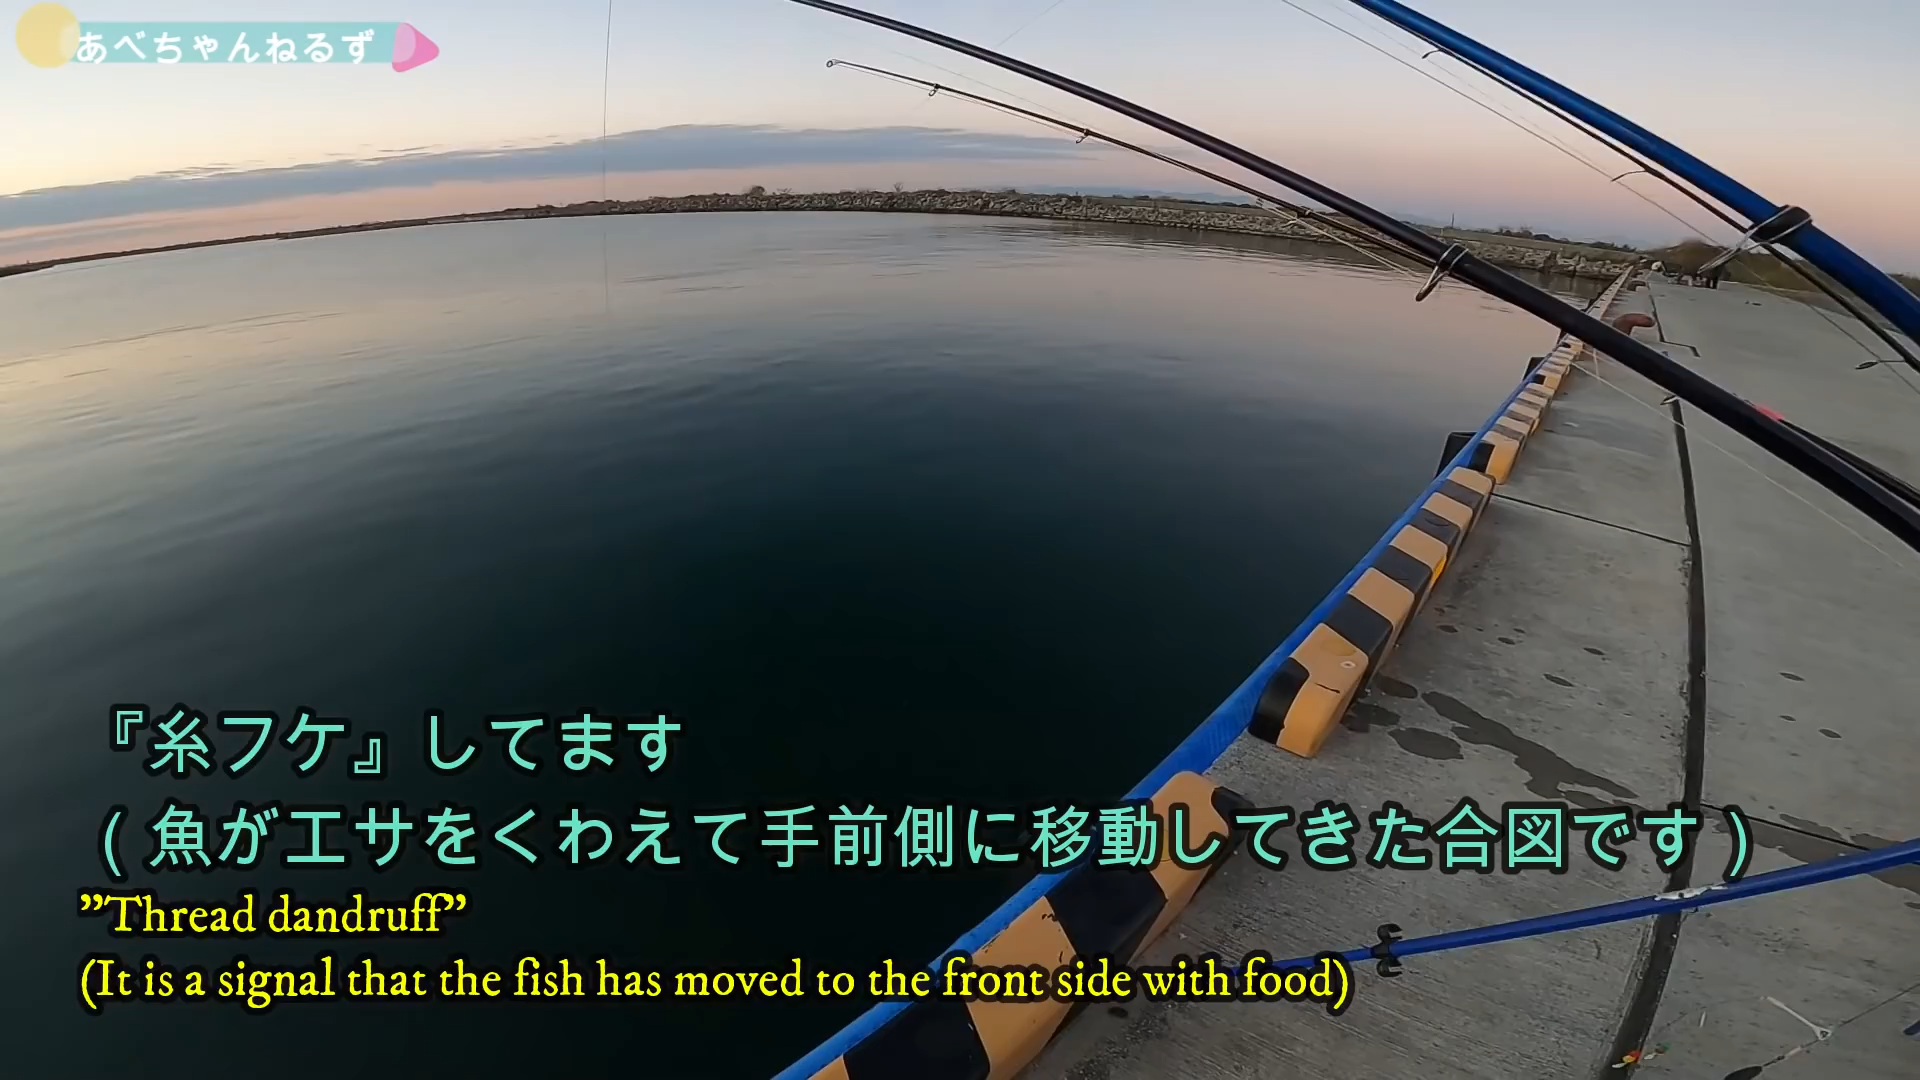 あべちゃんねるず
『糸フケ』してます
(魚がエサをくわえて手前側に移動してきた合図です)
"Thread dandruff"
(It is a signal that the fish has moved to the front side with food)